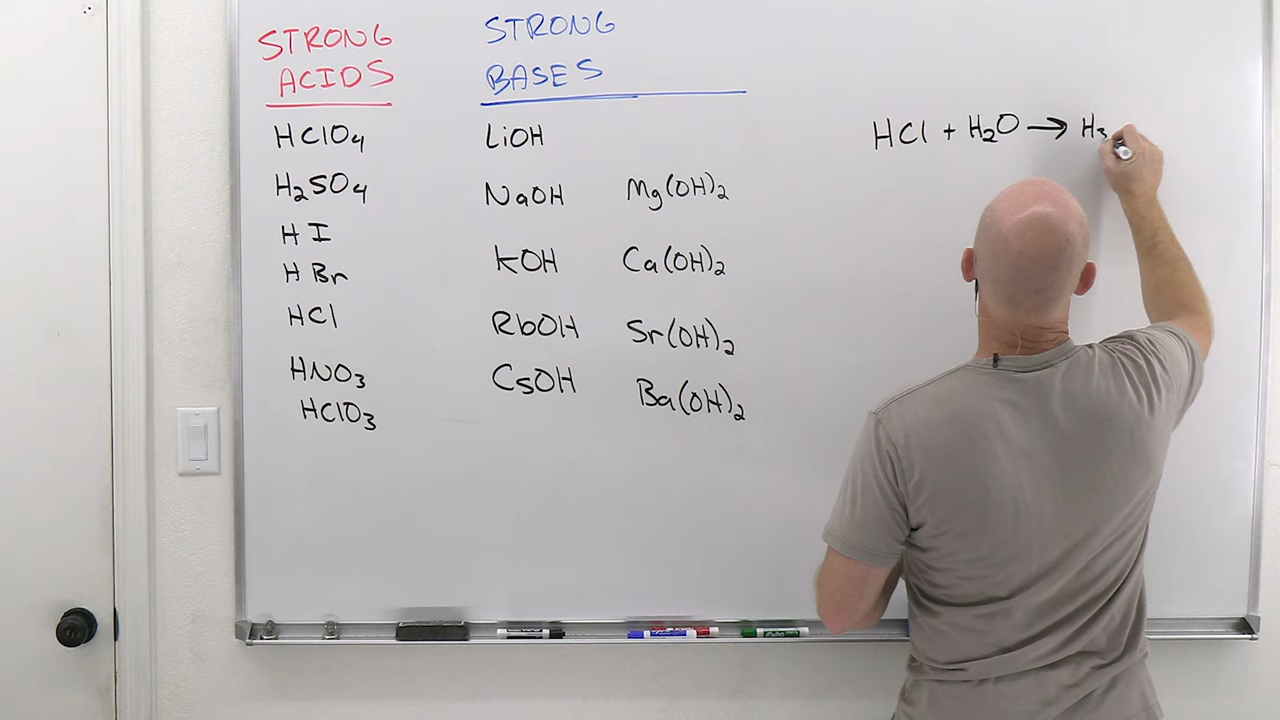 STRONG
ACIDS
HClO4
H2SO4
HI
HBr
HCl
HNO3
HClO3
STRONG
BASES
LiOH
NaOH Mg(OH)2
KOH Ca(OH)2
RbOH Sr(OH)2
CsOH Ba(OH)2
HCl + H2O → H3